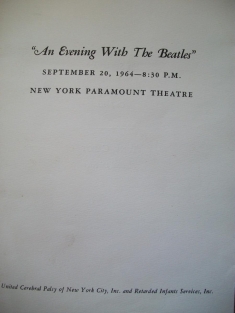 "An Evening With The Beatles"
SEPTEMBER 20, 1964—8:30 P.M.
NEW YORK PARAMOUNT THEATRE
United Cerebral Palsy of New York City, Inc. and Retarded Infants Services, Inc.